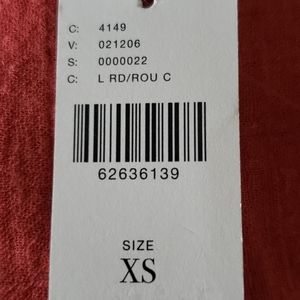 C: 4149
V: 021206
S: 0000022
C: L RD/ROU C
62636139
SIZE
XS